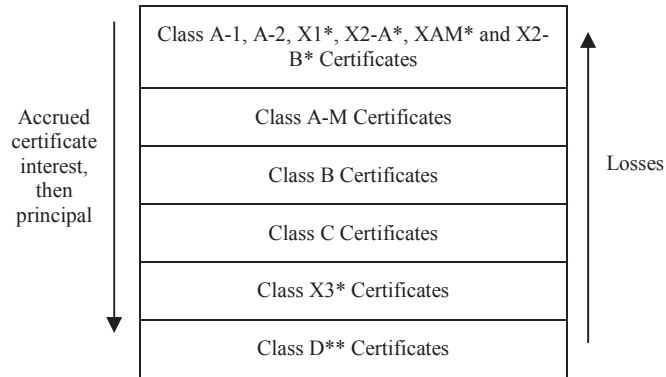 Class A-1, A-2, X1*, X2-A*, XAM* and X2-
B* Certificates
Accrued
certificate
interest,
then
principal
Class A-M Certificates
Class B Certificates
Losses
Class C Certificates
Class X3* Certificates
Class D** Certificates